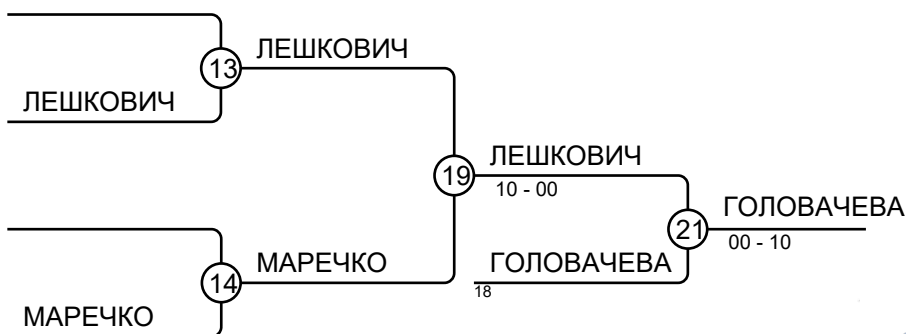 ЛЕШКОВИЧ
13
ЛЕШКОВИЧ
ЛЕШКОВИЧ
19
10 - 00
ГОЛОВАЧЕВА
21
00 - 10
МАРЕЧКО
ГОЛОВАЧЕВА
14
18
МАРЕЧКО